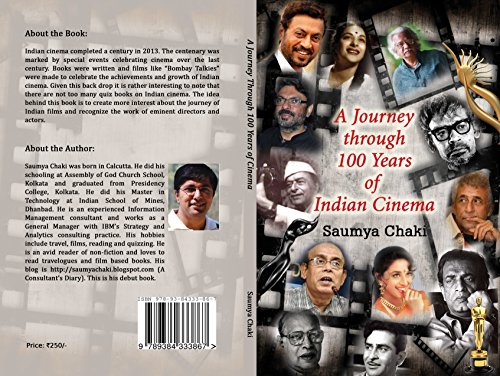 About the Book:
Indian cinema completed a century in 2013. The centenary was
marked by special events celebrating cinema over the last
century. Books were written and films like "Bombay Talkies"
were made to celebrate the achievements and growth of Indian
cinema. Given this back drop it is rather interesting to note that
there are not too many quiz books on Indian cinema. The idea
behind this book is to create more interest about the journey of
Indian films and recognize the work of eminent directors and
actors.
About the Author:
Saumya Chaki was born in Calcutta. He did his
schooling at Assembly of God Church School,
Kolkata and graduated from Presidency
College, Kolkata. He did his Master in
Technology at Indian School of Mines,
Dhanbad. He is an experienced Information
Management consultant and works as a
General Manager with IBM's Strategy and
Analytics consulting practice. His hobbies
include travel, films, reading and quizzing. He
is an avid reader of non-fiction and loves to
read travelogues and film based books. His
blog is http://saumyachaki.blogspot.com (A
Consultant's Diary). This is his debut book.
Price: ₹250/-
ISBN 978-93-84333-86-
9 789384 333867 >
A Journey Through 100 Years of Cinema
Saumya Chaki
A Journey
through
100 Years
of
Indian Cinema
Saumya Chaki